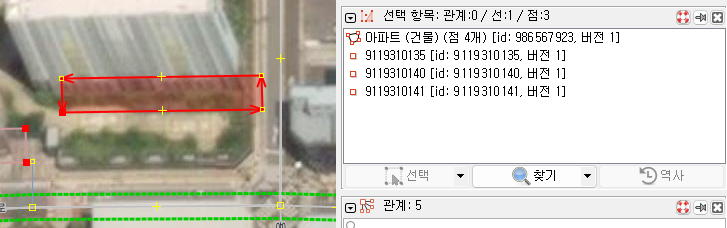 선택 항목: 관계:0 / 선:1 / 점:3
아파트 (건물) (점 4개) [id: 986567923, 버전 1]
9119310135 [id: 9119310135, 버전 1]
9119310140 [id: 9119310140, 버전 1]
9119310141 [id: 9119310141, 버전 1]
선택
찾기
역사
관계: 5